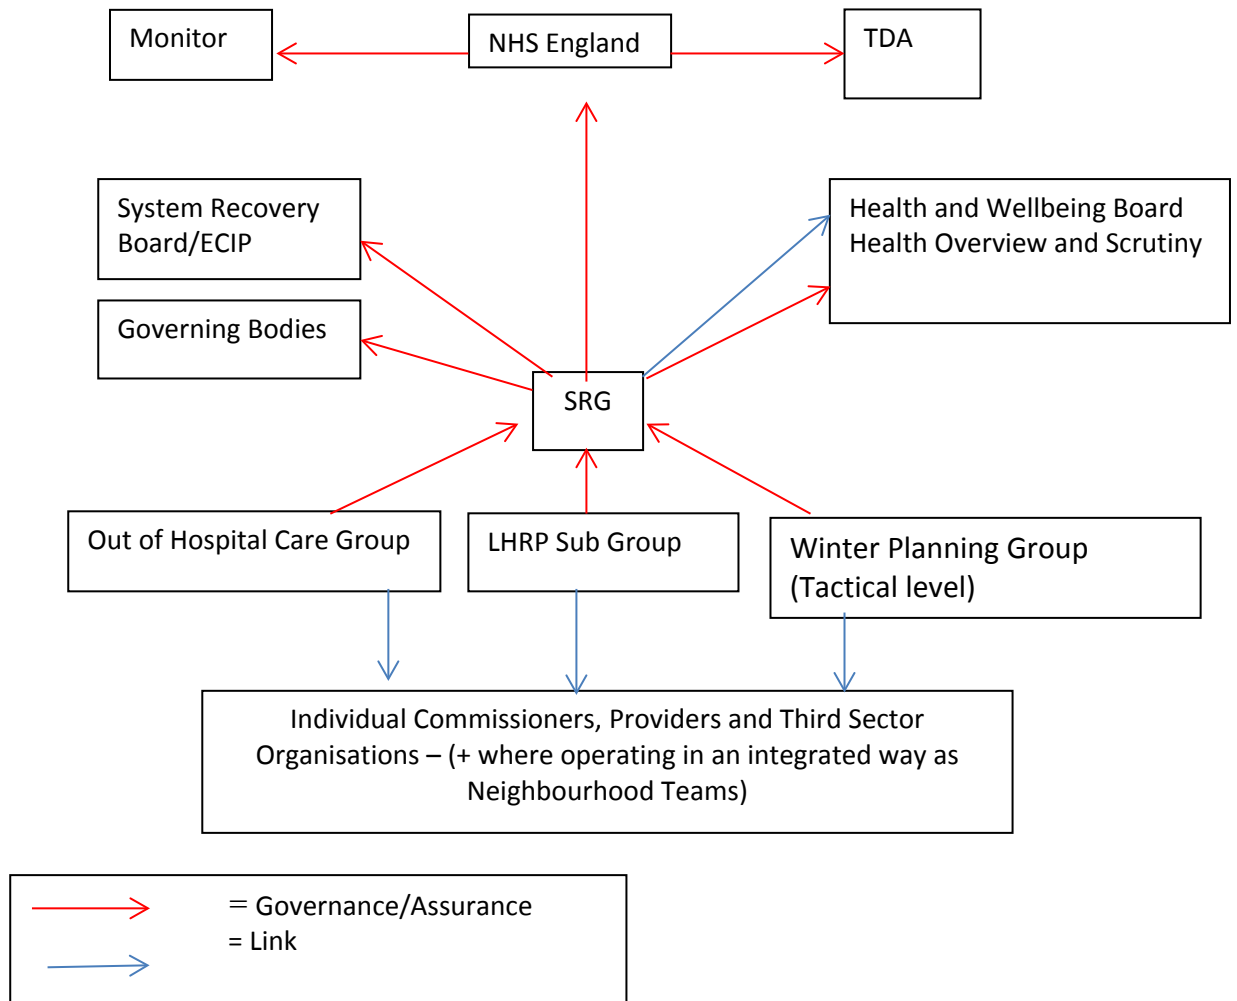 Monitor
NHS England
TDA
System Recovery
Board/ECIP
Health and Wellbeing Board
Health Overview and Scrutiny
Governing Bodies
SRG
Out of Hospital Care Group
LHRP Sub Group
Winter Planning Group
(Tactical level)
Individual Commissioners, Providers and Third Sector
Organisations – (+ where operating in an integrated way as
Neighbourhood Teams)
= Governance/Assurance
= Link